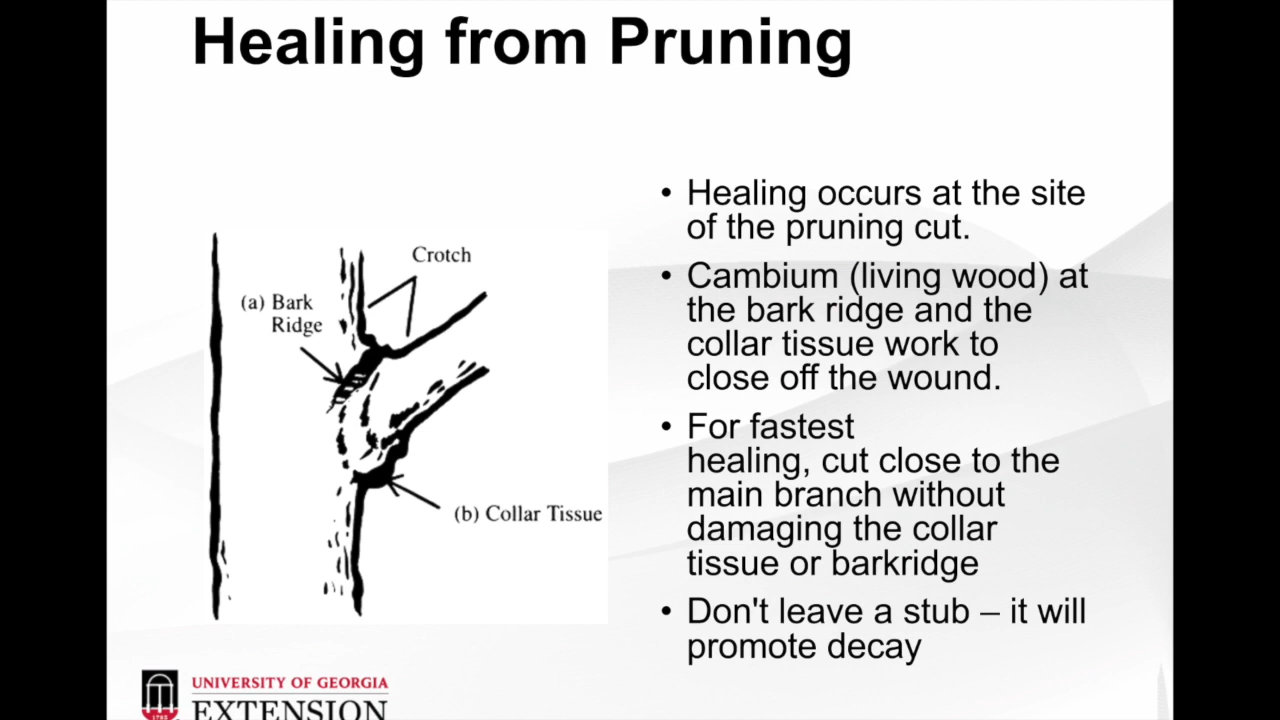 Healing from Pruning
Crotch
(a) Bark
Ridge
(b) Collar Tissue
• Healing occurs at the site
of the pruning cut.
• Cambium (living wood) at
the bark ridge and the
collar tissue work to
close off the wound.
• For fastest
healing, cut close to the
main branch without
damaging the collar
tissue or barkridge
• Don't leave a stub – it will
promote decay
1785
UNIVERSITY OF GEORGIA
EXTENSION